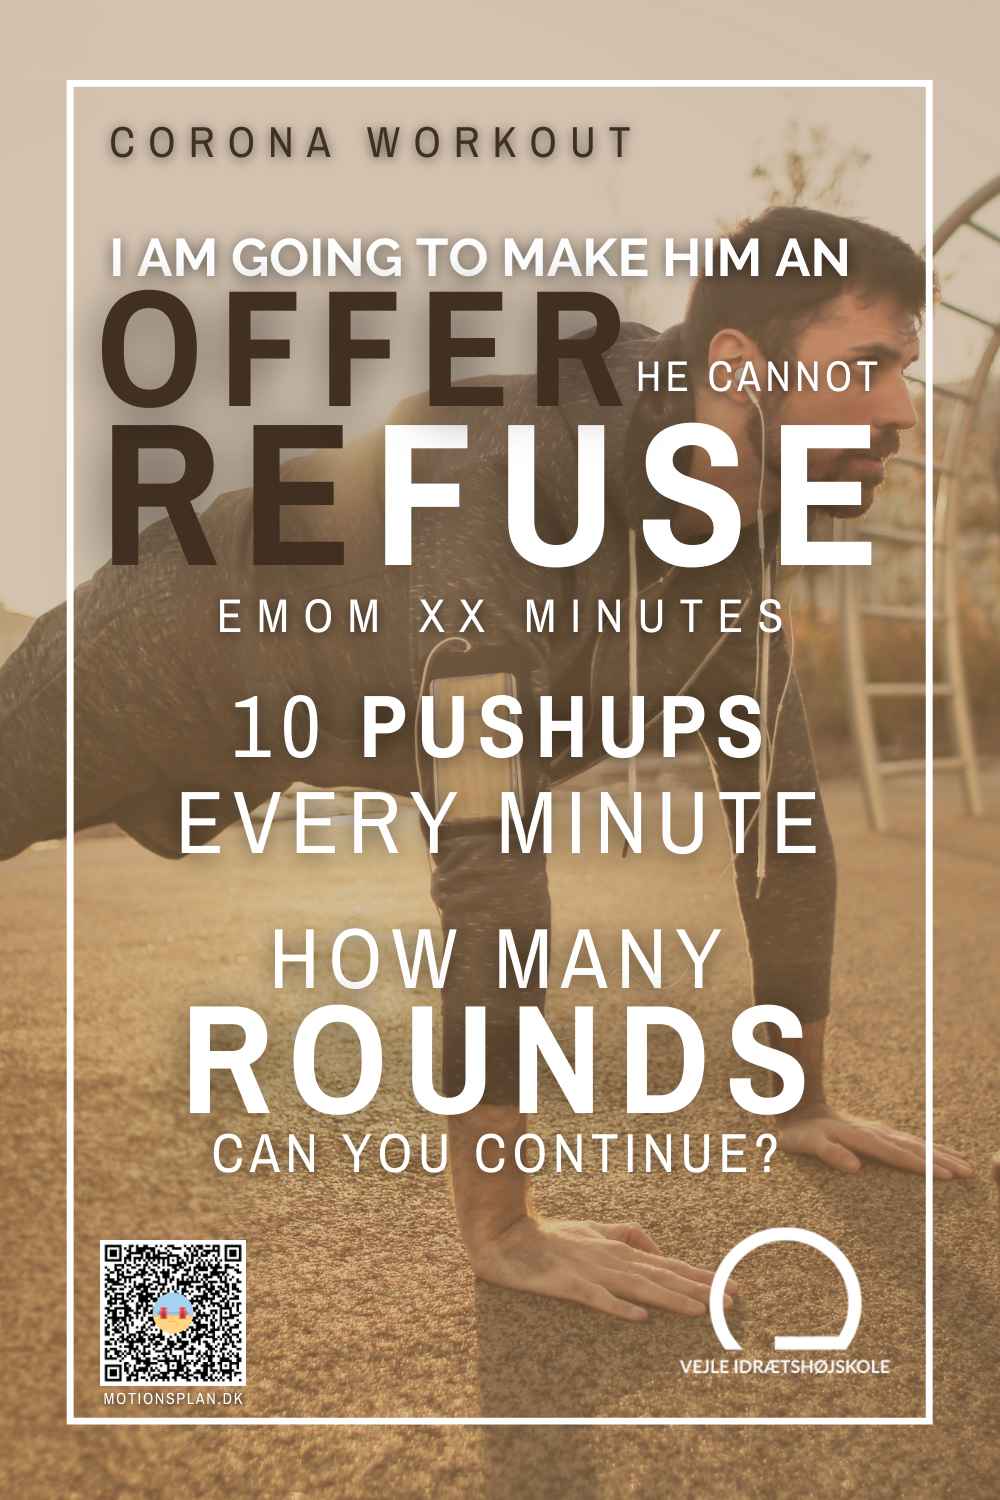 CORONA WORKOUT
I AM GOING TO MAKE HIM AN
OFFER HE CANNOT
REFUSE
EMOM XX MINUTES
10 PUSHUPS
EVERY MINUTE
HOW MANY
ROUNDS
CAN YOU CONTINUE?
MOTIONSPLAN.DK
VEJLE IDRÆTSHØJSKOLE